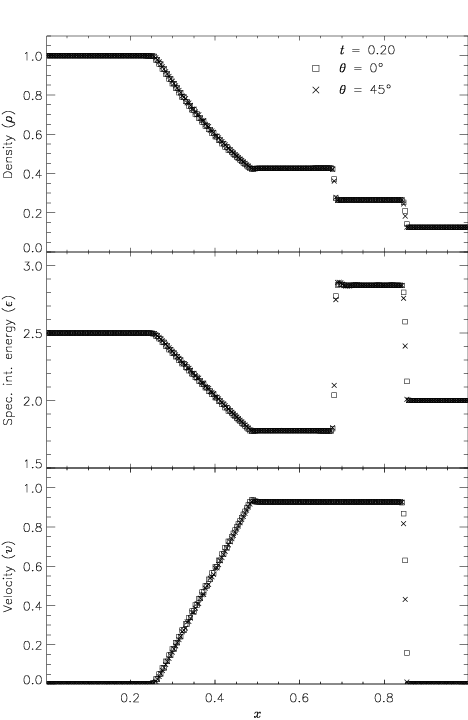 t = 0.20
□ θ = 0°
× θ = 45°
Density (ρ)
1.0
0.8
0.6
0.4
0.2
0.0
Spec. int. energy (ϵ)
3.0
2.5
2.0
1.5
Velocity (v)
1.0
0.8
0.6
0.4
0.2
0.0
0.2 0.4 0.6 0.8
x